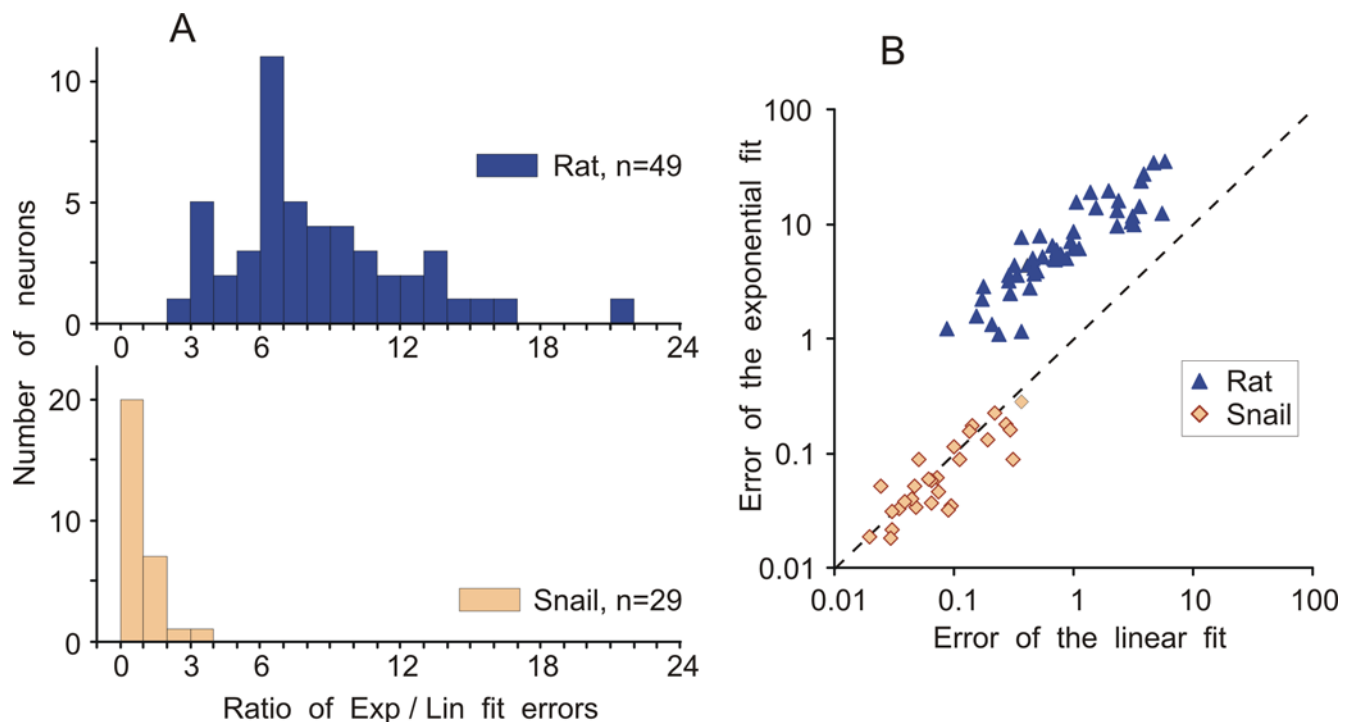 A
10
5
0
Rat, n=49
0 3 6 12 18 24
Number of neurons
20
10
0
Snail, n=29
0 3 6 12 18 24
Ratio of Exp / Lin fit errors
B
Error of the exponential fit
100
10
1
0.1
0.01
Rat
Snail
0.01 0.1 1 10 100
Error of the linear fit